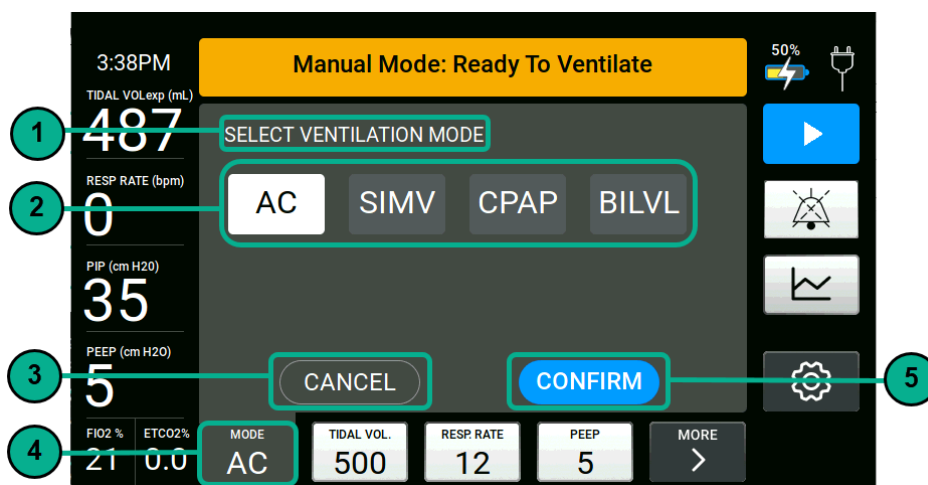 3:38PM
Manual Mode: Ready To Ventilate
50%
TIDAL VOLexp (mL)
487
RESP RATE (bpm)
0
PIP (cm H20)
35
PEEP (cm H2O)
5
FIO2 %
21
ETCO2%
0.0
1
SELECT VENTILATION MODE
2
AC SIMV CPAP BILVL
3
CANCEL CONFIRM
5
4
MODE
AC
TIDAL VOL.
500
RESP. RATE
12
PEEP
5
MORE